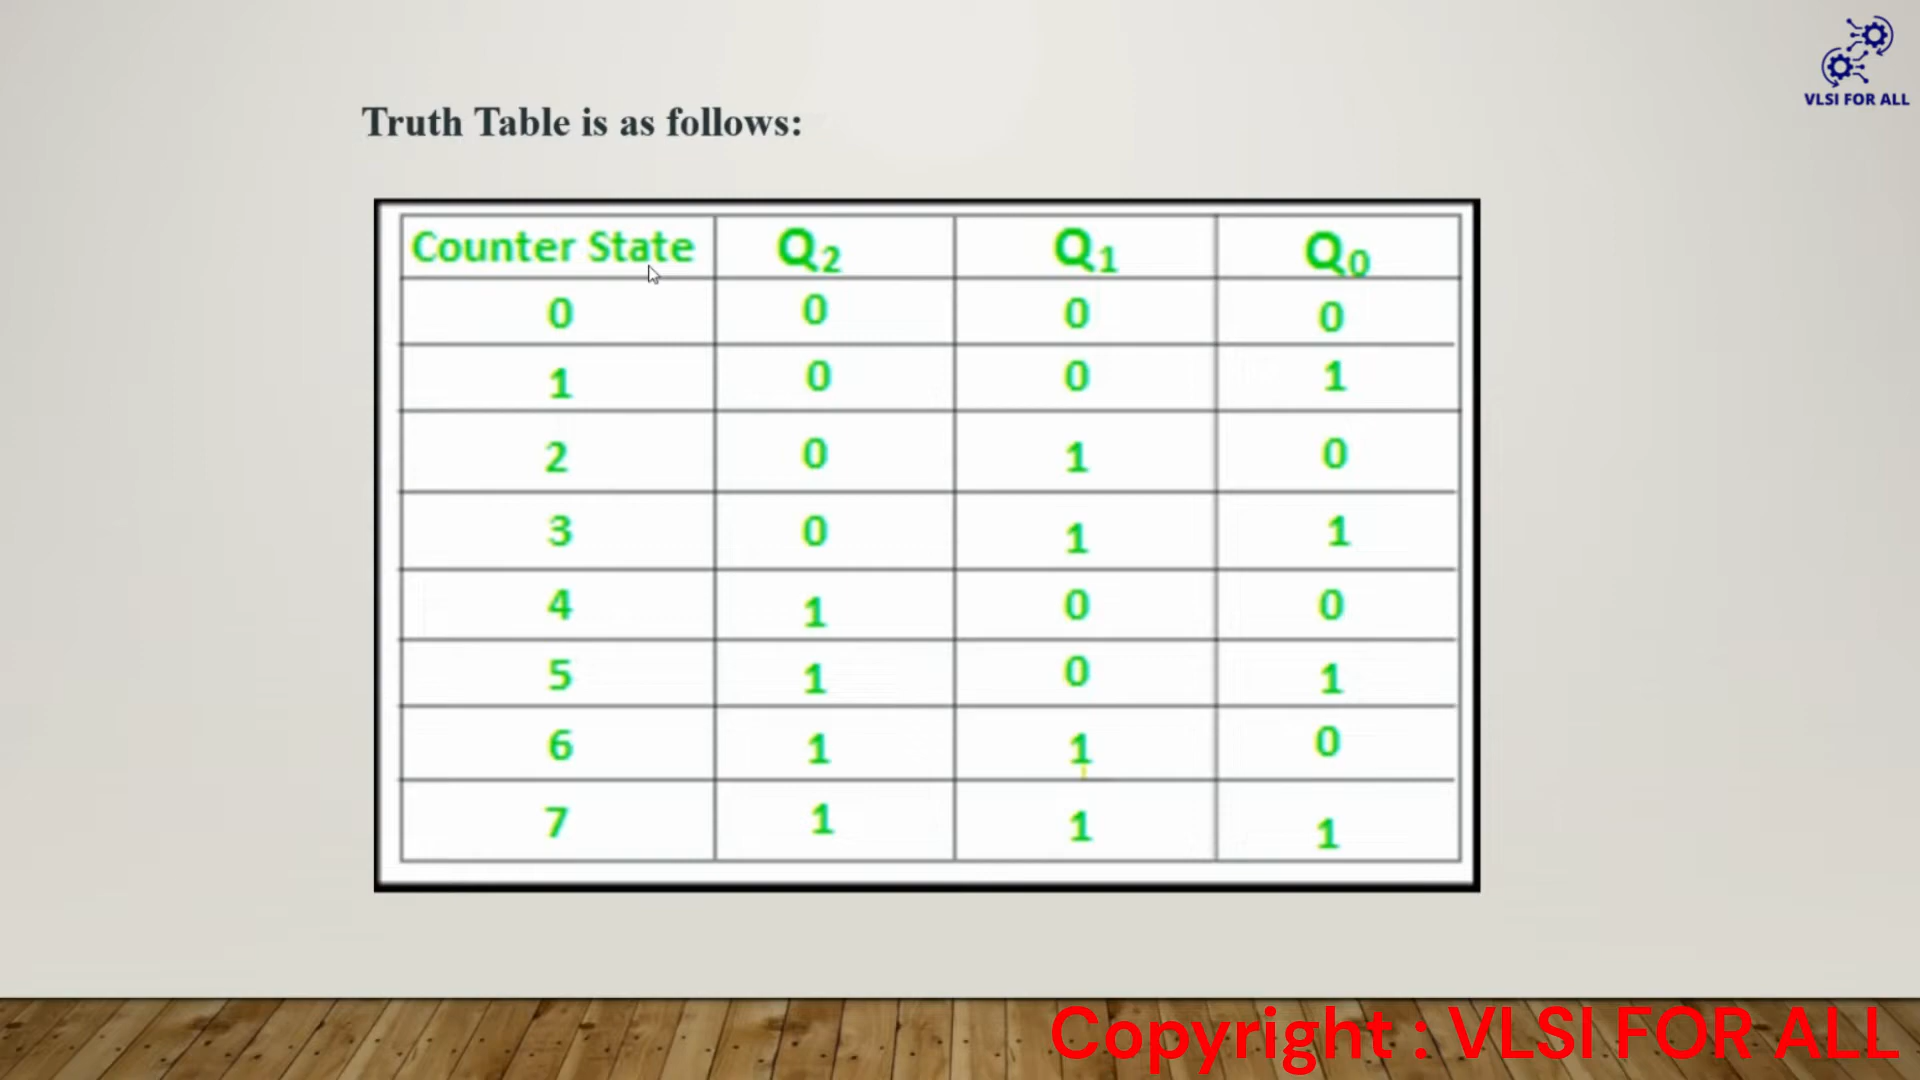 VLSI FOR ALL
Truth Table is as follows:
Counter State Q₂ Q₁ Q₀
0 0 0 0
1 0 0 1
2 0 1 0
3 0 1 1
4 1 0 0
5 1 0 1
6 1 1 0
7 1 1 1
Copyright : VLSI FOR ALL